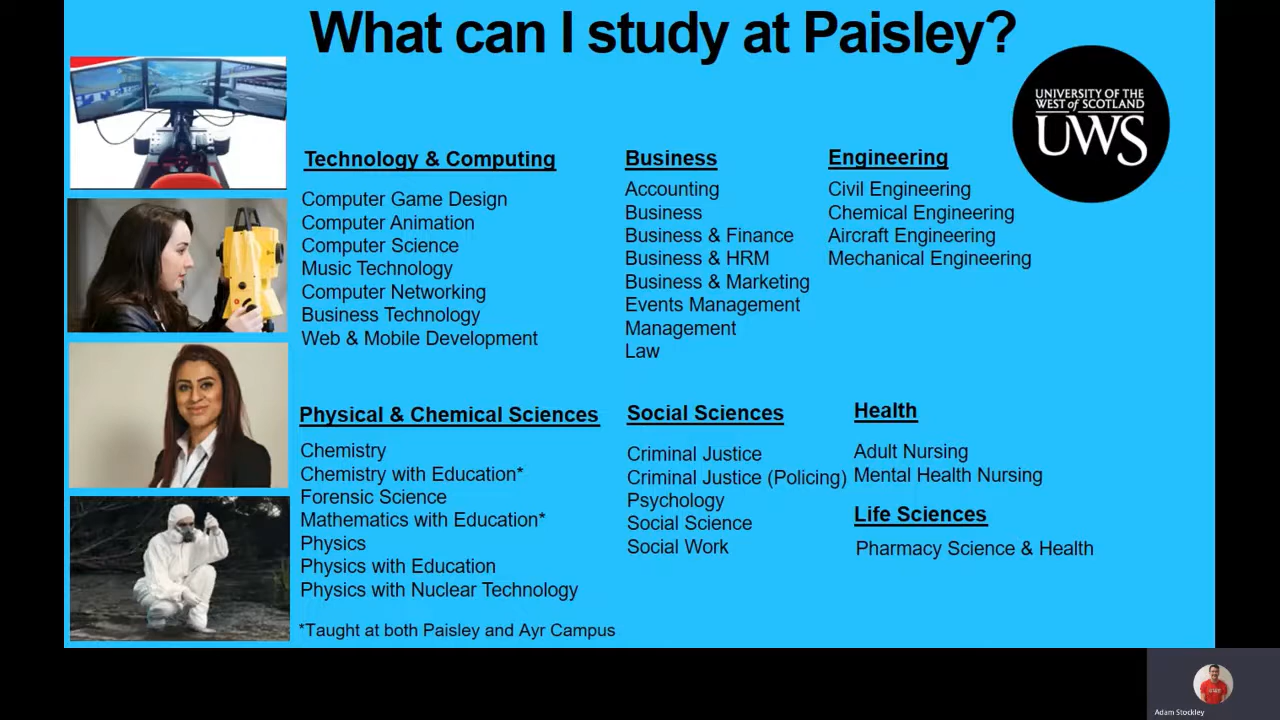 What can I study at Paisley?
UNIVERSITY OF THE
WEST of SCOTLAND
UWS
Technology & Computing
Computer Game Design
Computer Animation
Computer Science
Music Technology
Computer Networking
Business Technology
Web & Mobile Development
Business
Accounting
Business
Business & Finance
Business & HRM
Business & Marketing
Events Management
Management
Law
Engineering
Civil Engineering
Chemical Engineering
Aircraft Engineering
Mechanical Engineering
Physical & Chemical Sciences
Chemistry
Chemistry with Education*
Forensic Science
Mathematics with Education*
Physics
Physics with Education
Physics with Nuclear Technology
*Taught at both Paisley and Ayr Campus
Social Sciences
Criminal Justice
Criminal Justice (Policing)
Psychology
Social Science
Social Work
Health
Adult Nursing
Mental Health Nursing
Life Sciences
Pharmacy Science & Health
Adam Stockley